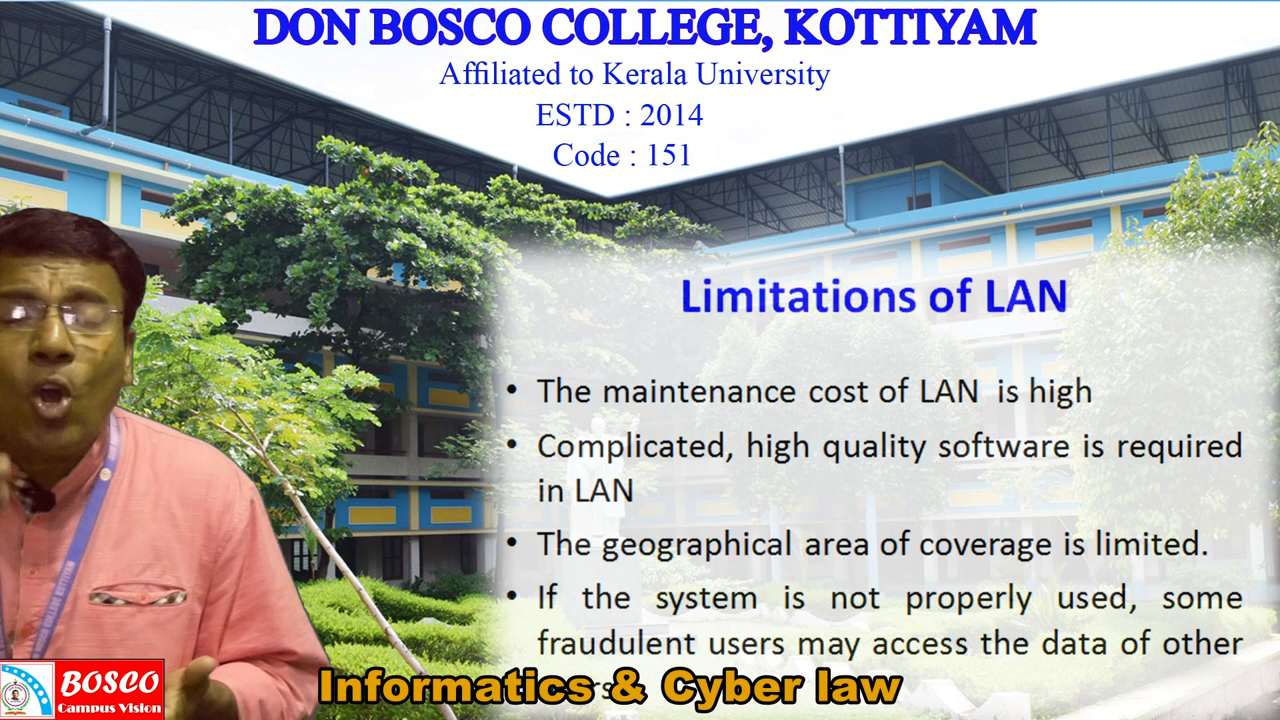 DON BOSCO COLLEGE, KOTTIYAM
Affiliated to Kerala University
ESTD : 2014
Code : 151
Limitations of LAN
• The maintenance cost of LAN is high
• Complicated, high quality software is required
in LAN
• The geographical area of coverage is limited.
• If the system is not properly used, some
fraudulent users may access the data of other
Informatics & Cyber law
BOSCO COLLEGE KOTTIYAM
BOSCO
Campus Vision